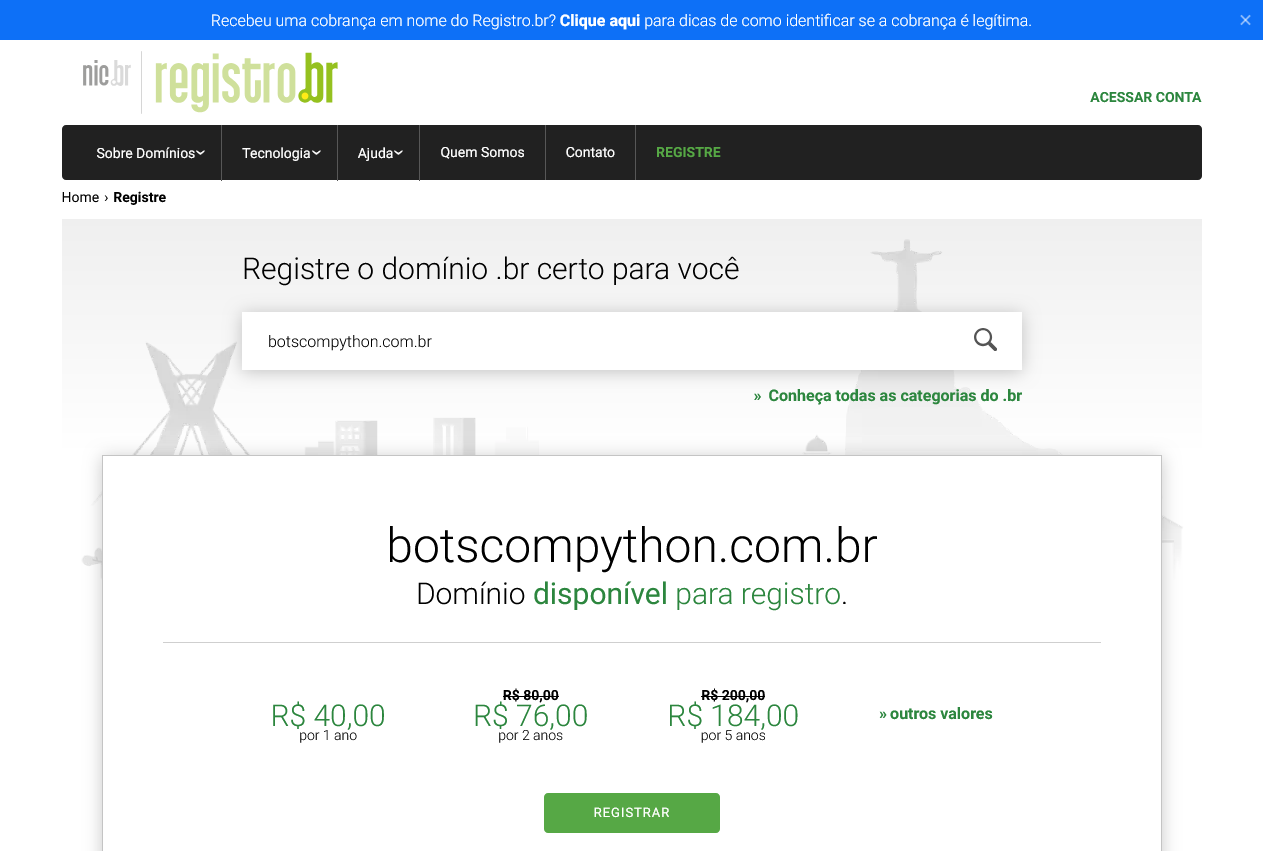 Recebeu uma cobrança em nome do Registro.br? Clique aqui para dicas de como identificar se a cobrança é legítima.
nic.br registro.br
ACESSAR CONTA
Sobre Domínios Tecnologia Ajuda Quem Somos Contato REGISTRE
Home › Registre
Registre o domínio .br certo para você
botscompython.com.br
» Conheça todas as categorias do .br
botscompython.com.br
Domínio disponível para registro.
R$ 80,00 R$ 200,00
R$ 40,00 R$ 76,00 R$ 184,00 » outros valores
por 1 ano por 2 anos por 5 anos
REGISTRAR